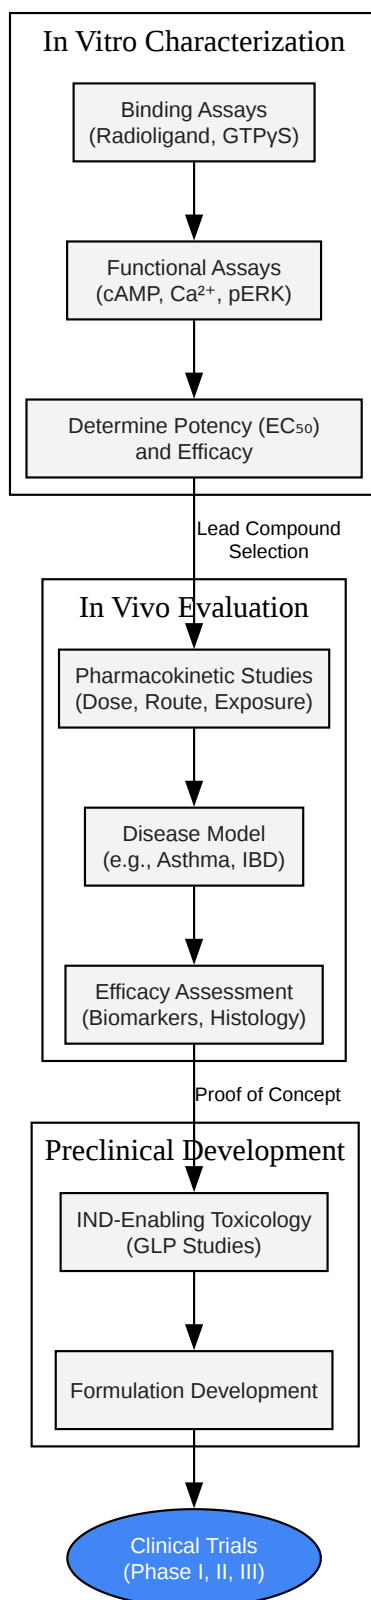 In Vitro Characterization
Binding Assays
(Radioligand, GTPγS)
Functional Assays
(cAMP, Ca²⁺, pERK)
Determine Potency (EC₅₀)
and Efficacy
Lead Compound
Selection
In Vivo Evaluation
Pharmacokinetic Studies
(Dose, Route, Exposure)
Disease Model
(e.g., Asthma, IBD)
Efficacy Assessment
(Biomarkers, Histology)
Proof of Concept
Preclinical Development
IND-Enabling Toxicology
(GLP Studies)
Formulation Development
Clinical Trials
(Phase I, II, III)